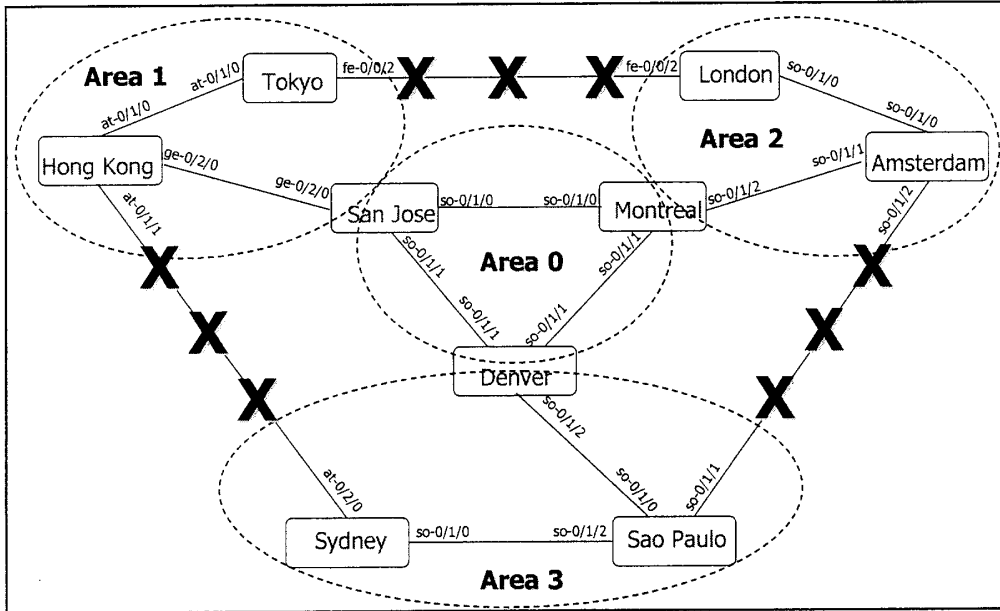 Area 1
Tokyo
fe-0/0/2
X
X
X
fe-0/0/2
London
so-0/1/0
at-0/1/0
at-0/1/0
Area 2
so-0/1/0
Hong Kong
ge-0/2/0
so-0/1/1
Amsterdam
at-0/1/1
ge-0/2/0
San Jose
so-0/1/0
so-0/1/0
Montreal
so-0/1/2
so-0/1/2
so-0/1/1
Area 0
so-0/1/1
X
X
X
X
so-0/1/1
so-0/1/1
Denver
X
X
so-0/1/2
at-0/2/0
so-0/1/0
so-0/1/1
Sydney
so-0/1/0
so-0/1/2
Sao Paulo
Area 3